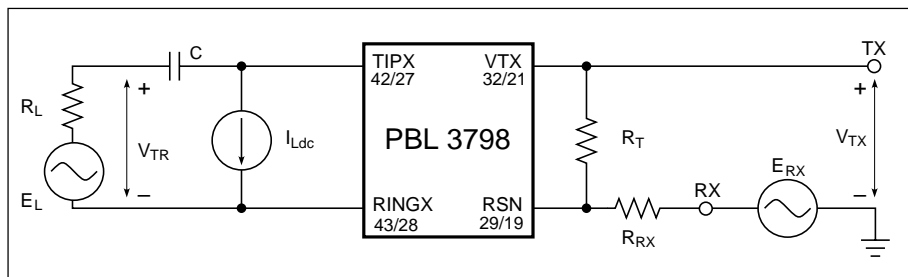 C
TIPX
42/27
VTX
32/21
TX
+
+
R_L
V_TR
I_Ldc
PBL 3798
R_T
V_TX
E_RX
−
−
E_L
RINGX
43/28
RSN
29/19
RX
R_RX